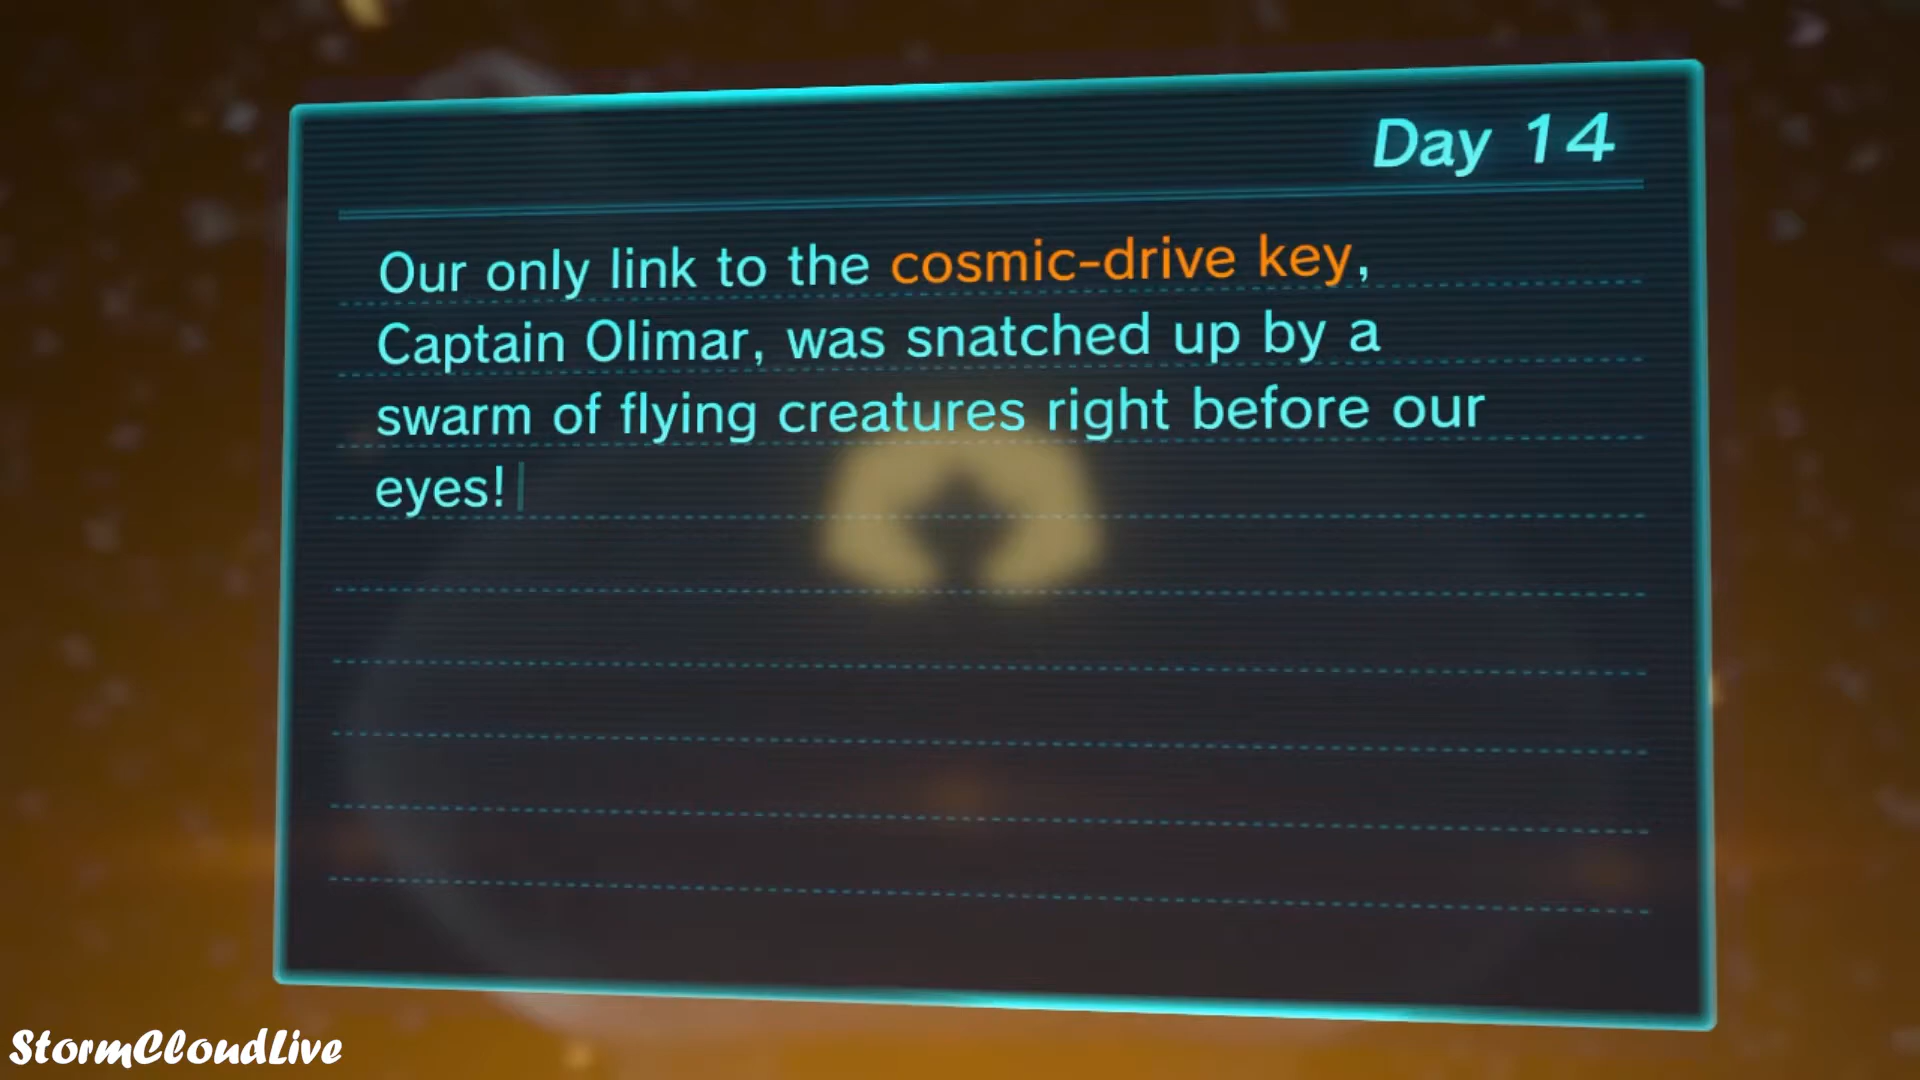 Day 14
Our only link to the cosmic-drive key,
Captain Olimar, was snatched up by a
swarm of flying creatures right before our
eyes!
StormCloudLive